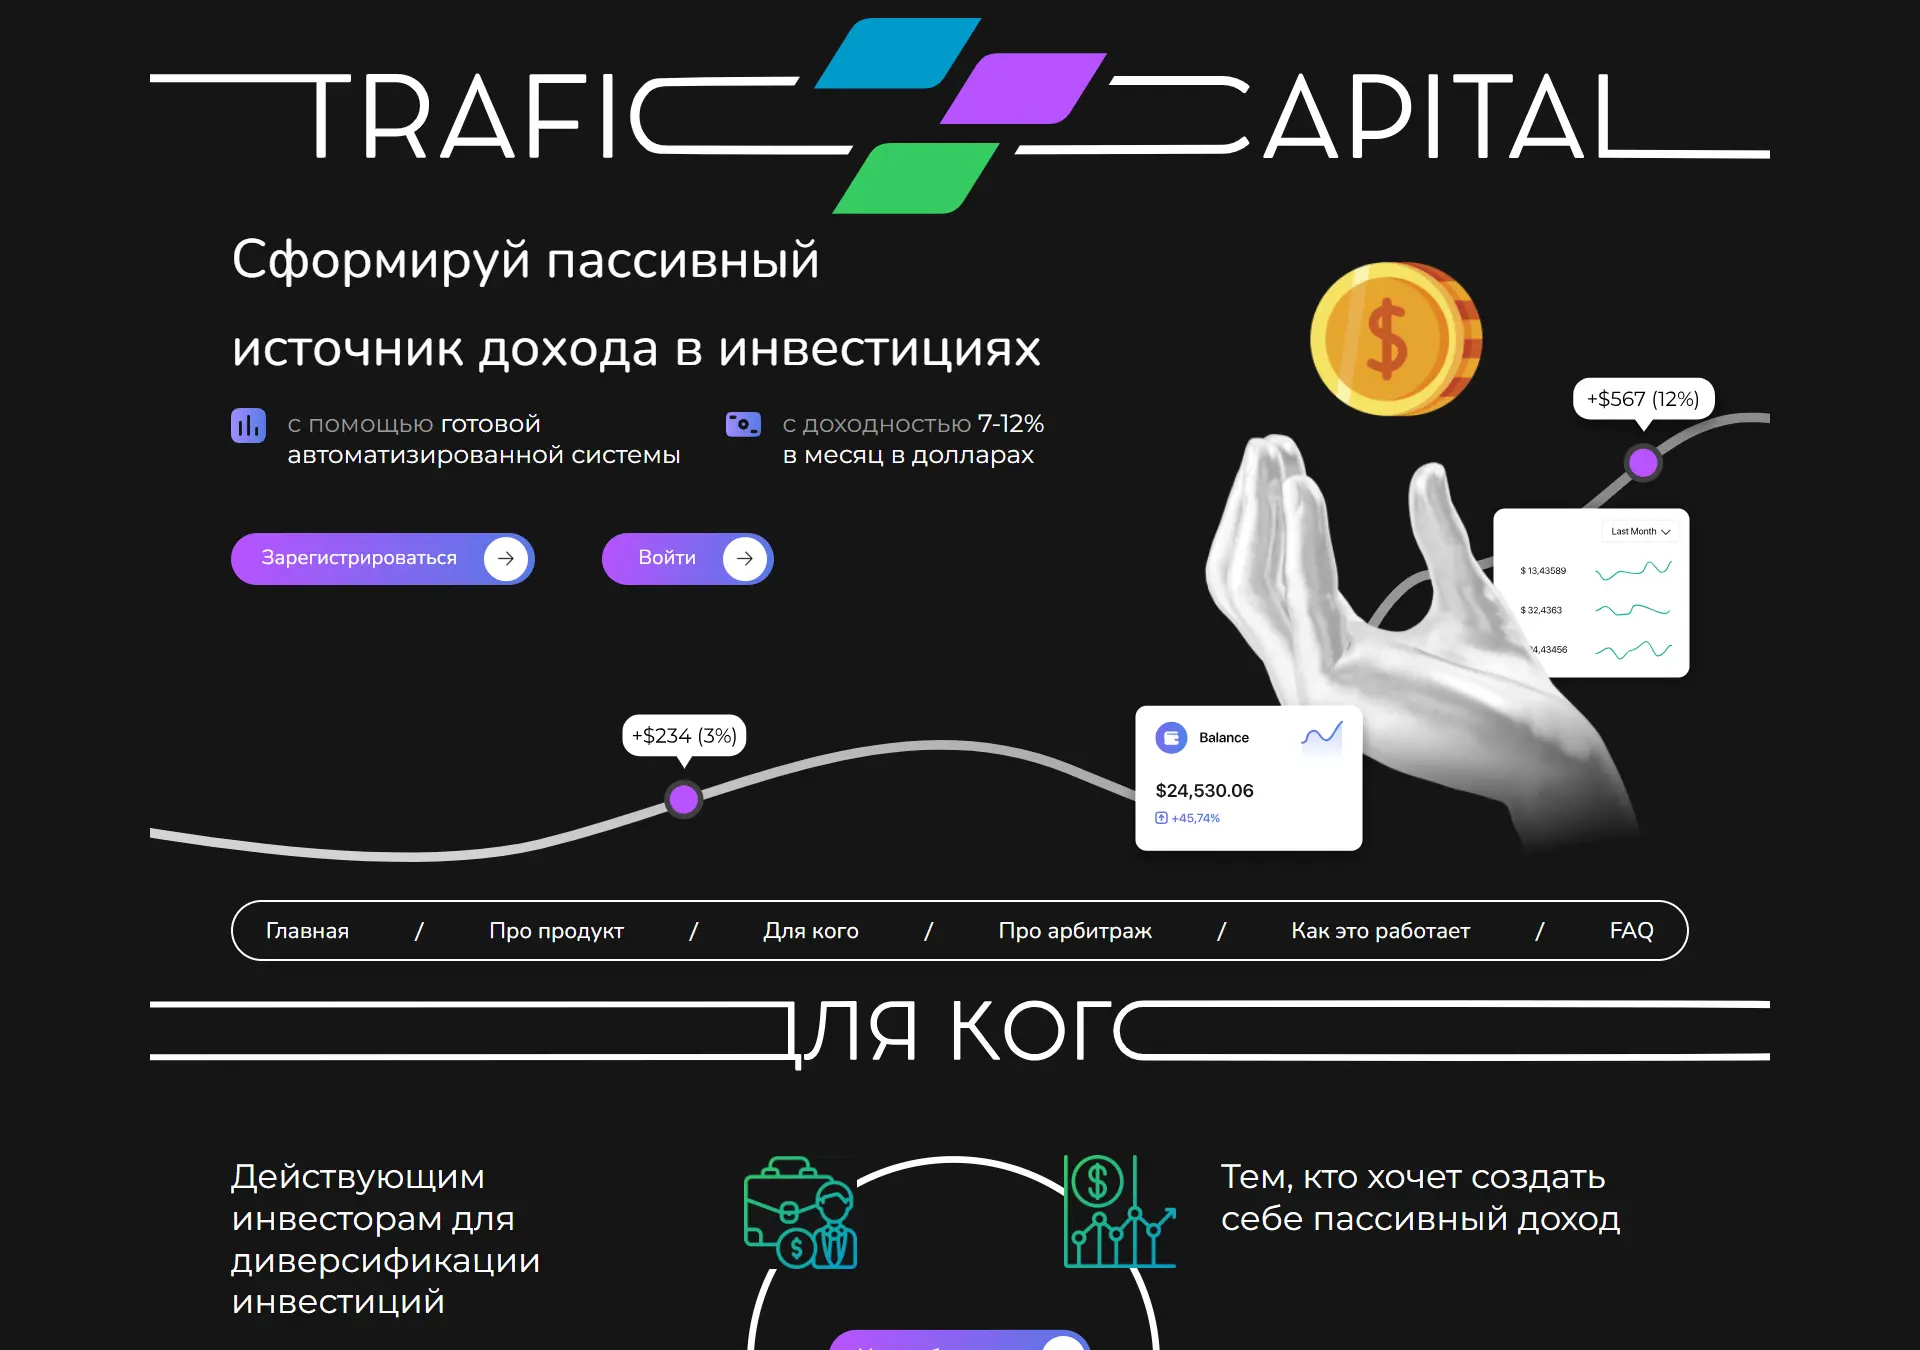 TRAFIC CAPITAL
Сформируй пассивный
источник дохода в инвестициях
с помощью готовой
автоматизированной системы
с доходностью 7-12%
в месяц в долларах
Зарегистрироваться
Войти
+$567 (12%)
Last Month
$ 13,43589
$ 32,4363
4,43456
+$234 (3%)
Balance
$24,530.06
+45,74%
Главная / Про продукт / Для кого / Про арбитраж / Как это работает / FAQ
ДЛЯ КОГО
Действующим
инвесторам для
диверсификации
инвестиций
Тем, кто хочет создать
себе пассивный доход